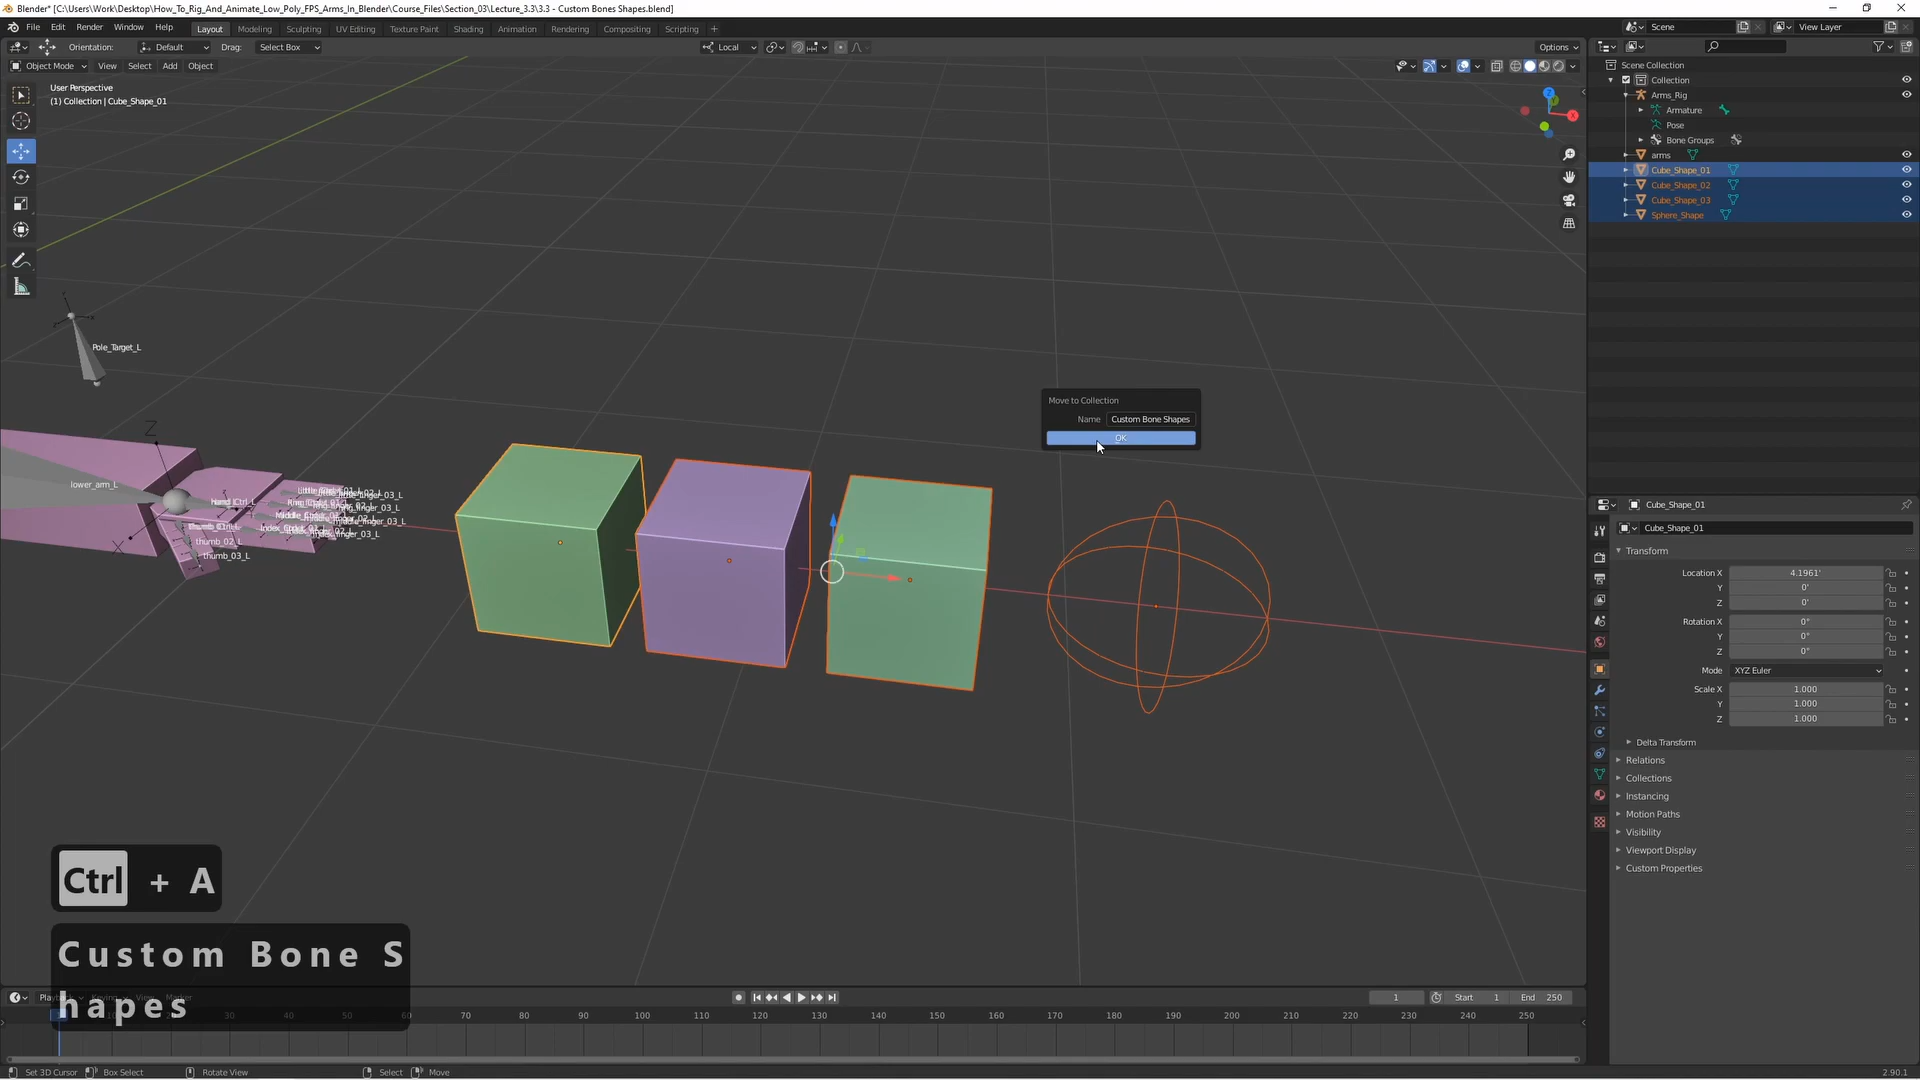 Blender* [C:\Users\Work\Desktop\How_To_Rig_And_Animate_Low_Poly_FPS_Arms_In_Blender\Course_Files\Section_03\Lecture_3.3\3.3 - Custom Bones Shapes.blend]
File Edit Render Window Help
Layout Modeling Sculpting UV Editing Texture Paint Shading Animation Rendering Compositing Scripting +
Scene View Layer
Orientation: Default Drag: Select Box Local Options
Object Mode View Select Add Object
User Perspective
(1) Collection | Cube_Shape_01
Scene Collection
Collection
Arms_Rig
Armature
Pose
Bone Groups
arms
Cube_Shape_01
Cube_Shape_02
Cube_Shape_03
Sphere_Shape
Z
X
Pole_Target_L
lower_arm_L
thumb_02_L
thumb_03_L
Move to Collection
Name Custom Bone Shapes
OK
Cube_Shape_01
Cube_Shape_01
Transform
Location X 4.1961'
Y 0'
Z 0'
Rotation X 0°
Y 0°
Z 0°
Mode XYZ Euler
Scale X 1.000
Y 1.000
Z 1.000
Delta Transform
Relations
Collections
Instancing
Motion Paths
Visibility
Viewport Display
Custom Properties
Ctrl + A
Custom Bone S
hapes
1 Start 1 End 250
30 40 50 60 70 80 90 100 110 120 130 140 150 160 170 180 190 200 210 220 230 240 250
Set 3D Cursor Box Select Rotate View Select Move
2.90.1